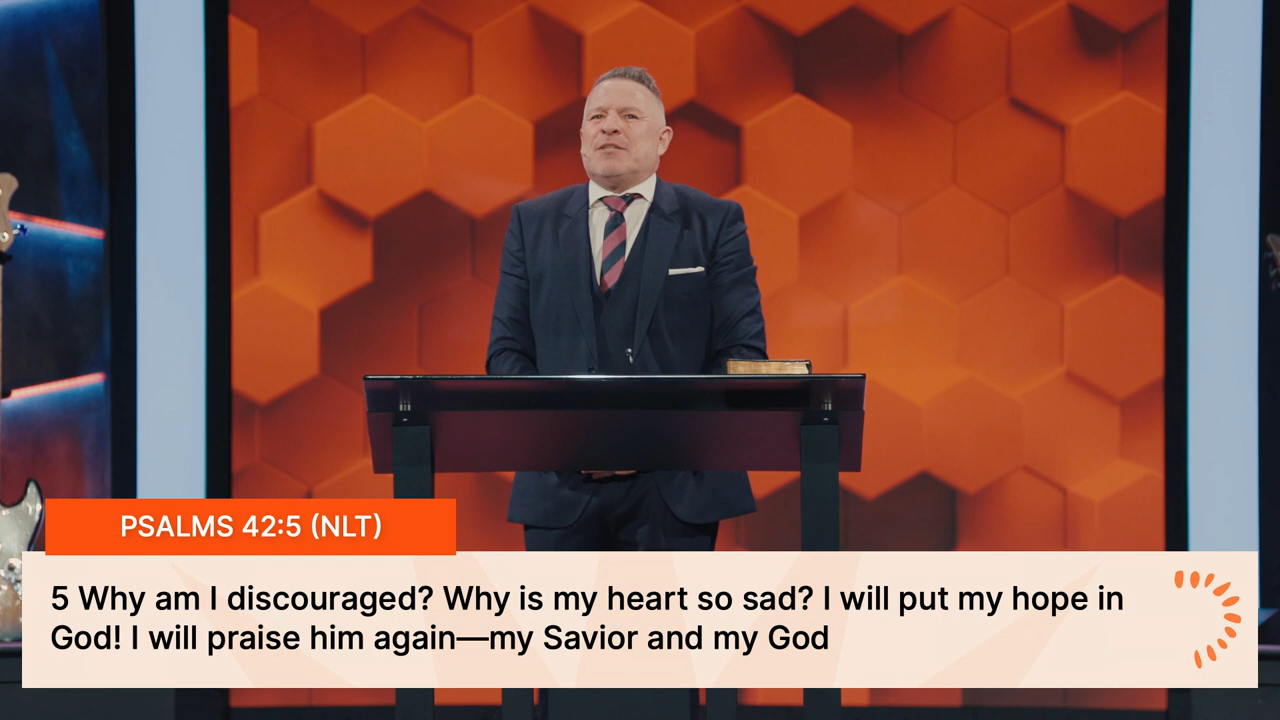 PSALMS 42:5 (NLT)
5 Why am I discouraged? Why is my heart so sad? I will put my hope in
God! I will praise him again—my Savior and my God